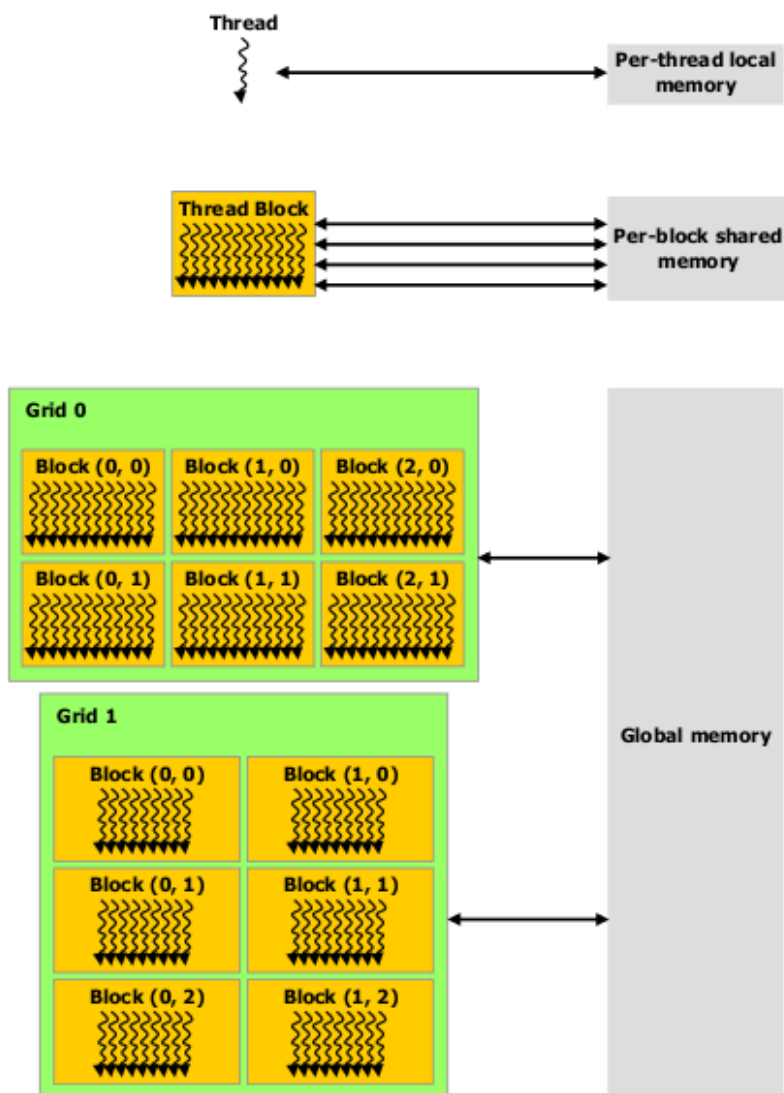 Thread
Per-thread local
memory
Thread Block
Per-block shared
memory
Grid 0
Block (0, 0)
Block (1, 0)
Block (2, 0)
Block (0, 1)
Block (1, 1)
Block (2, 1)
Grid 1
Global memory
Block (0, 0)
Block (1, 0)
Block (0, 1)
Block (1, 1)
Block (0, 2)
Block (1, 2)